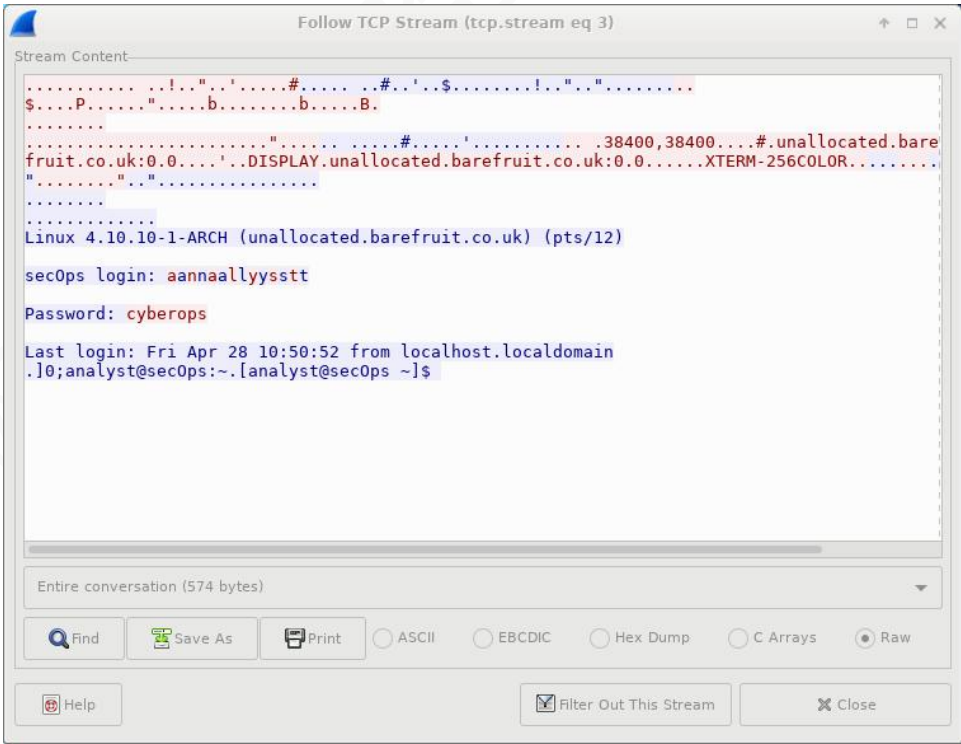 Follow TCP Stream (tcp.stream eq 3)
Stream Content
........... ..!.."..'.....#..... ..#..'..$........!..".."...........
$....P......".....b........b.....B.
........
.........................."...... .....#.....'........... .38400,38400....#.unallocated.bare
fruit.co.uk:0.0....'..DISPLAY.unallocated.barefruit.co.uk:0.0......XTERM-256COLOR.........
"........".."................
........
.............
Linux 4.10.10-1-ARCH (unallocated.barefruit.co.uk) (pts/12)
secOps login: aannaallyysstt
Password: cyberops
Last login: Fri Apr 28 10:50:52 from localhost.localdomain
.]0;analyst@secOps:~.[analyst@secOps ~]$
Entire conversation (574 bytes)
Find Save As Print ASCII EBCDIC Hex Dump C Arrays Raw
Help Filter Out This Stream Close